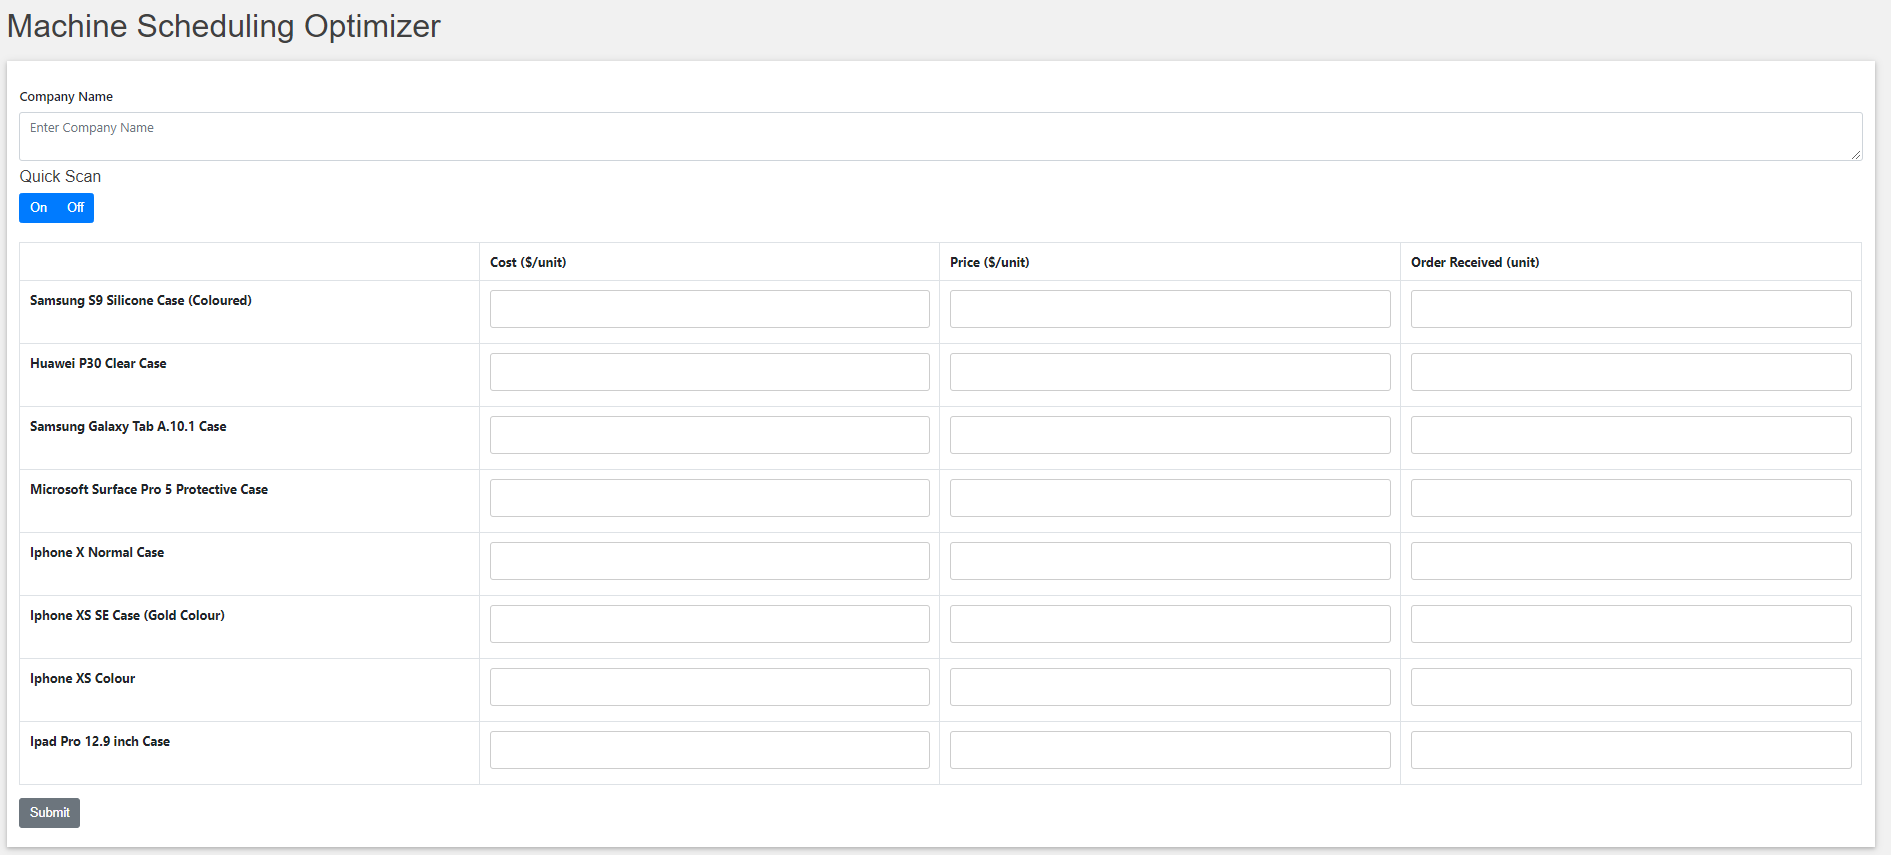 Machine Scheduling Optimizer
Company Name
Enter Company Name
Quick Scan
On Off
Cost ($/unit) Price ($/unit) Order Received (unit)
Samsung S9 Silicone Case (Coloured)
Huawei P30 Clear Case
Samsung Galaxy Tab A.10.1 Case
Microsoft Surface Pro 5 Protective Case
Iphone X Normal Case
Iphone XS SE Case (Gold Colour)
Iphone XS Colour
Ipad Pro 12.9 inch Case
Submit